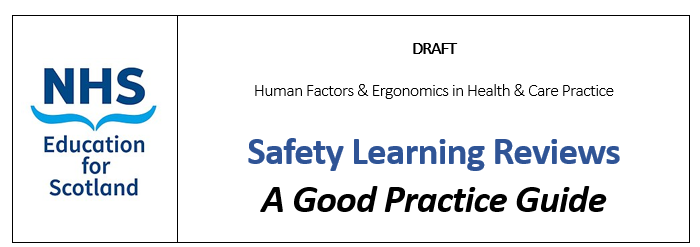 NHS
Education
for
Scotland
DRAFT
Human Factors & Ergonomics in Health & Care Practice
Safety Learning Reviews
A Good Practice Guide